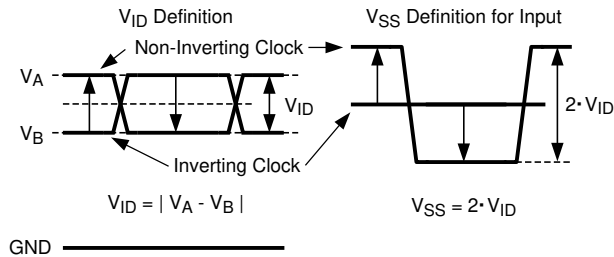 V_ID Definition
V_SS Definition for Input
Non-Inverting Clock
V_A
V_ID
2·V_ID
V_B
Inverting Clock
V_ID = | V_A - V_B |
V_SS = 2·V_ID
GND